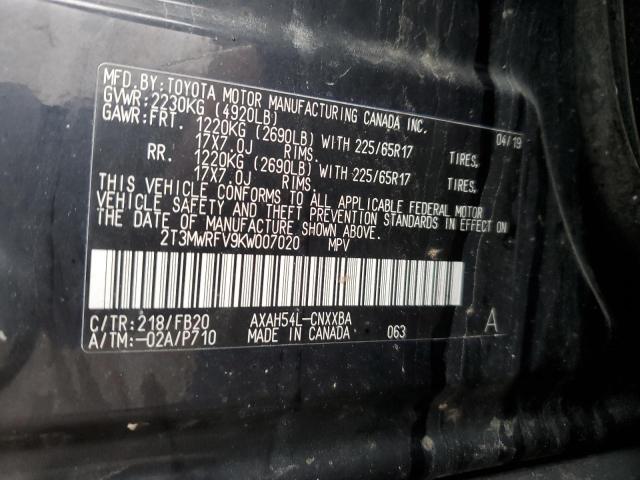 MFD. BY: TOYOTA MOTOR MANUFACTURING CANADA INC.
GVWR: 2230KG (4920LB) 04/19
GAWR: FRT. 1220KG (2690LB) WITH 225/65R17 TIRES,
17X7.0J RIMS.
RR. 1220KG (2690LB) WITH 225/65R17 TIRES,
17X7.0J RIMS.
THIS VEHICLE CONFORMS TO ALL APPLICABLE FEDERAL MOTOR
VEHICLE SAFETY AND THEFT PREVENTION STANDARDS IN EFFECT ON
THE DATE OF MANUFACTURE SHOWN ABOVE.
2T3MWRFV9KW007020 MPV
C/TR: 218/FB20 AXAH54L-CNXXBA A
A/TM: -02A/P710 MADE IN CANADA 063